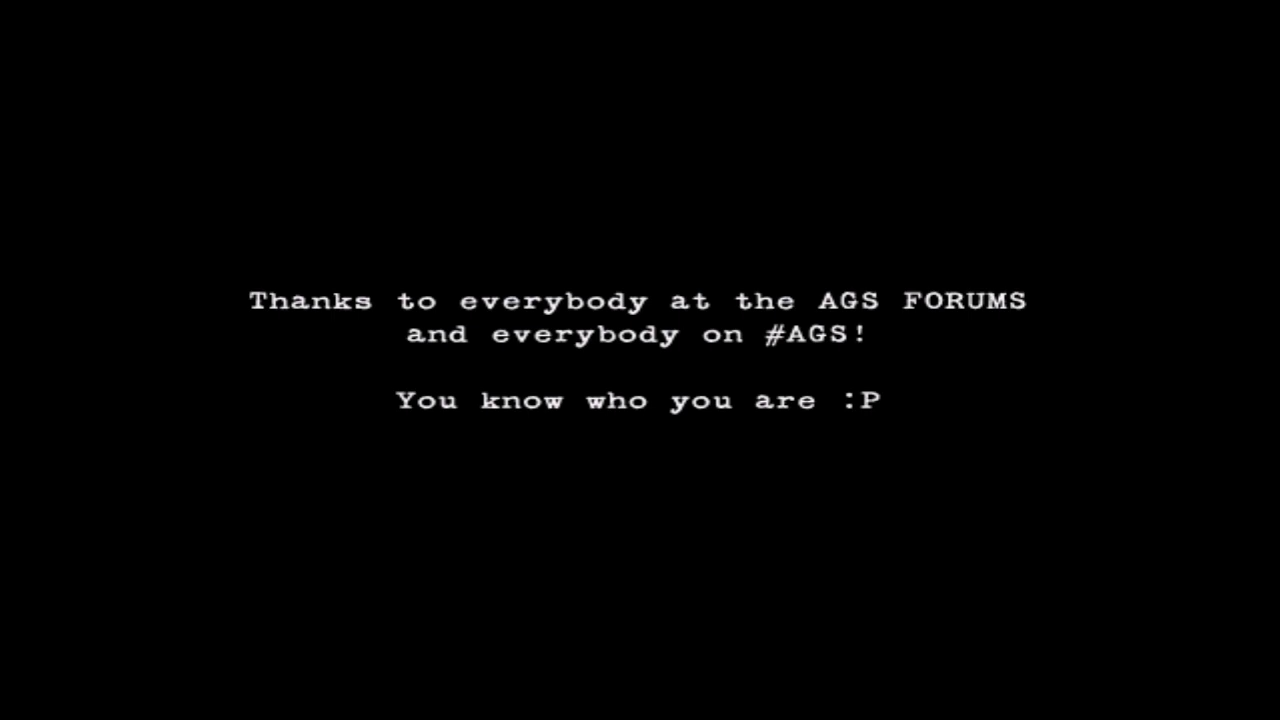 Thanks to everybody at the AGS FORUMS
and everybody on #AGS!
You know who you are :P